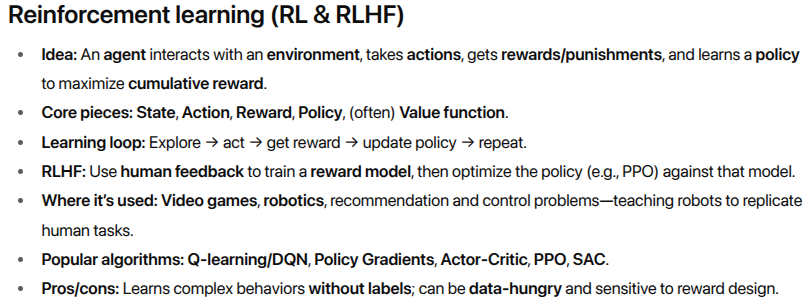 Reinforcement learning (RL & RLHF)
• Idea: An agent interacts with an environment, takes actions, gets rewards/punishments, and learns a policy
to maximize cumulative reward.
• Core pieces: State, Action, Reward, Policy, (often) Value function.
• Learning loop: Explore → act → get reward → update policy → repeat.
• RLHF: Use human feedback to train a reward model, then optimize the policy (e.g., PPO) against that model.
• Where it’s used: Video games, robotics, recommendation and control problems—teaching robots to replicate
human tasks.
• Popular algorithms: Q-learning/DQN, Policy Gradients, Actor-Critic, PPO, SAC.
• Pros/cons: Learns complex behaviors without labels; can be data-hungry and sensitive to reward design.